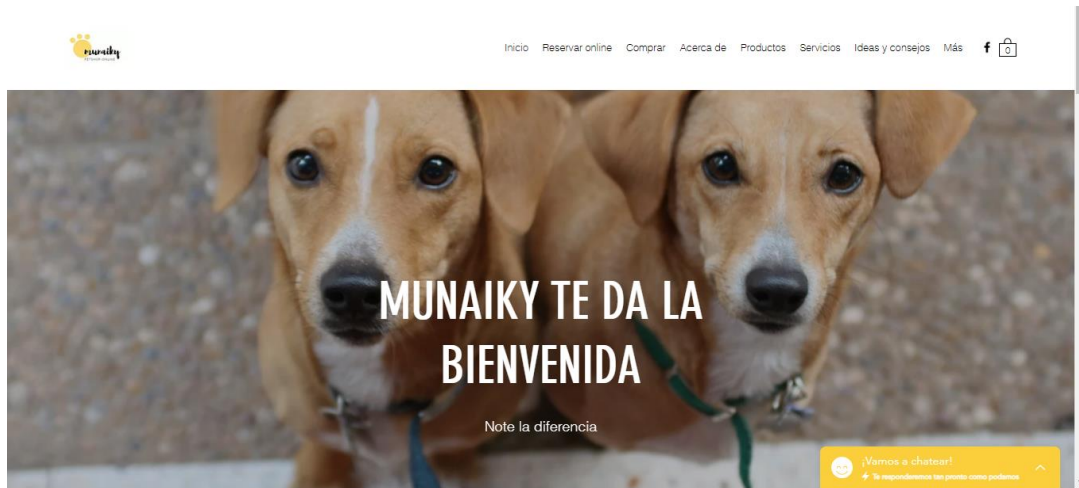 munaiky
Inicio Reservar online Comprar Acerca de Productos Servicios Ideas y consejos Más f 0
MUNAIKY TE DA LA
BIENVENIDA
Note la diferencia
¡Vamos a chatear!
Te responderemos tan pronto como podamos